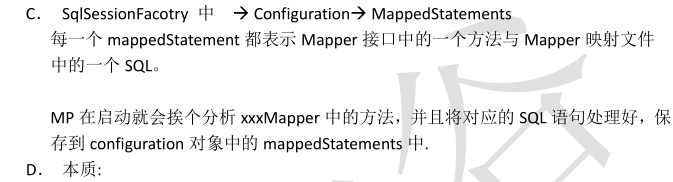 C. SqlSessionFacotry 中 → Configuration→ MappedStatements
每一个 mappedStatement 都表示 Mapper 接口中的一个方法与 Mapper 映射文件
中的一个 SQL。
MP 在启动就会挨个分析 xxxMapper 中的方法，并且将对应的 SQL 语句处理好，保
存到 configuration 对象中的 mappedStatements 中.
D. 本质: